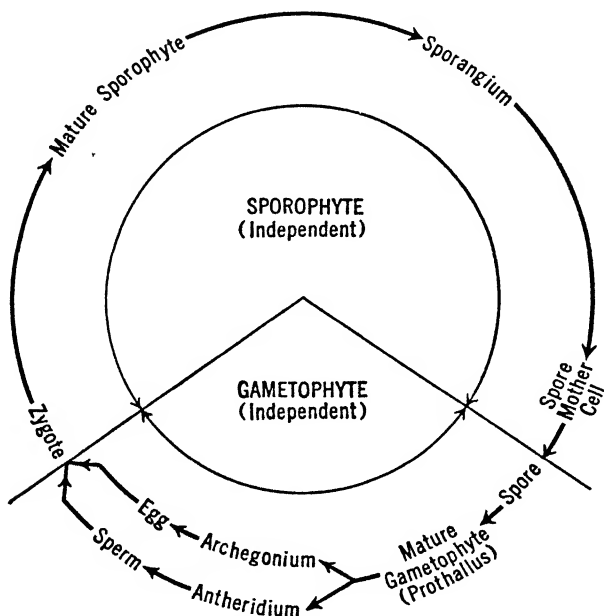 Mature Sporophyte
Sporangium
SPOROPHYTE
(Independent)
GAMETOPHYTE
(Independent)
Spore
Mother
Cell
Zygote
Spore
Egg
Archegonium
Mature
Gametophyte
(Prothallus)
Sperm
Antheridium